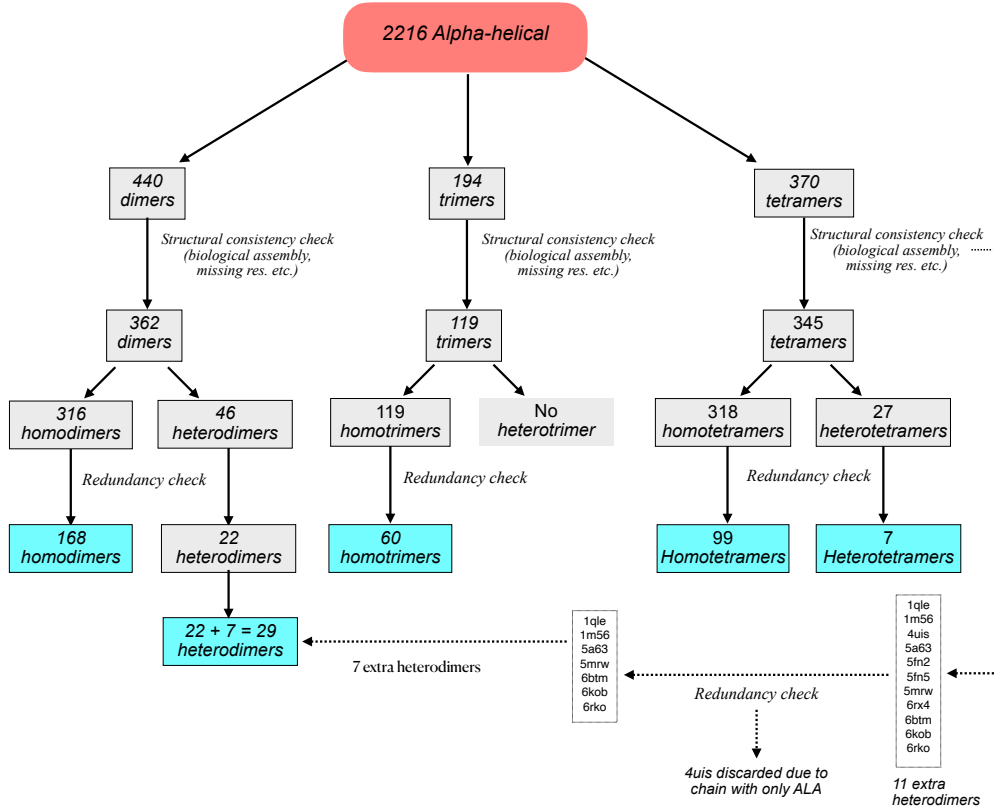 2216 Alpha-helical
440
dimers
194
trimers
370
tetramers
Structural consistency check
(biological assembly,
missing res. etc.)
Structural consistency check
(biological assembly,
missing res. etc.)
Structural consistency check
(biological assembly,
missing res. etc.)
362
dimers
119
trimers
345
tetramers
316
homodimers
46
heterodimers
119
homotrimers
No
heterotrimer
318
homotetramers
27
heterotetramers
Redundancy check
Redundancy check
Redundancy check
168
homodimers
22
heterodimers
60
homotrimers
99
Homotetramers
7
Heterotetramers
22 + 7 = 29
heterodimers
7 extra heterodimers
1qle
1m56
5a63
5mrw
6btm
6kob
6rko
Redundancy check
1qle
1m56
4uis
5a63
5fn2
5fn5
5mrw
6rx4
6btm
6kob
6rko
4uis discarded due to
chain with only ALA
11 extra
heterodimers